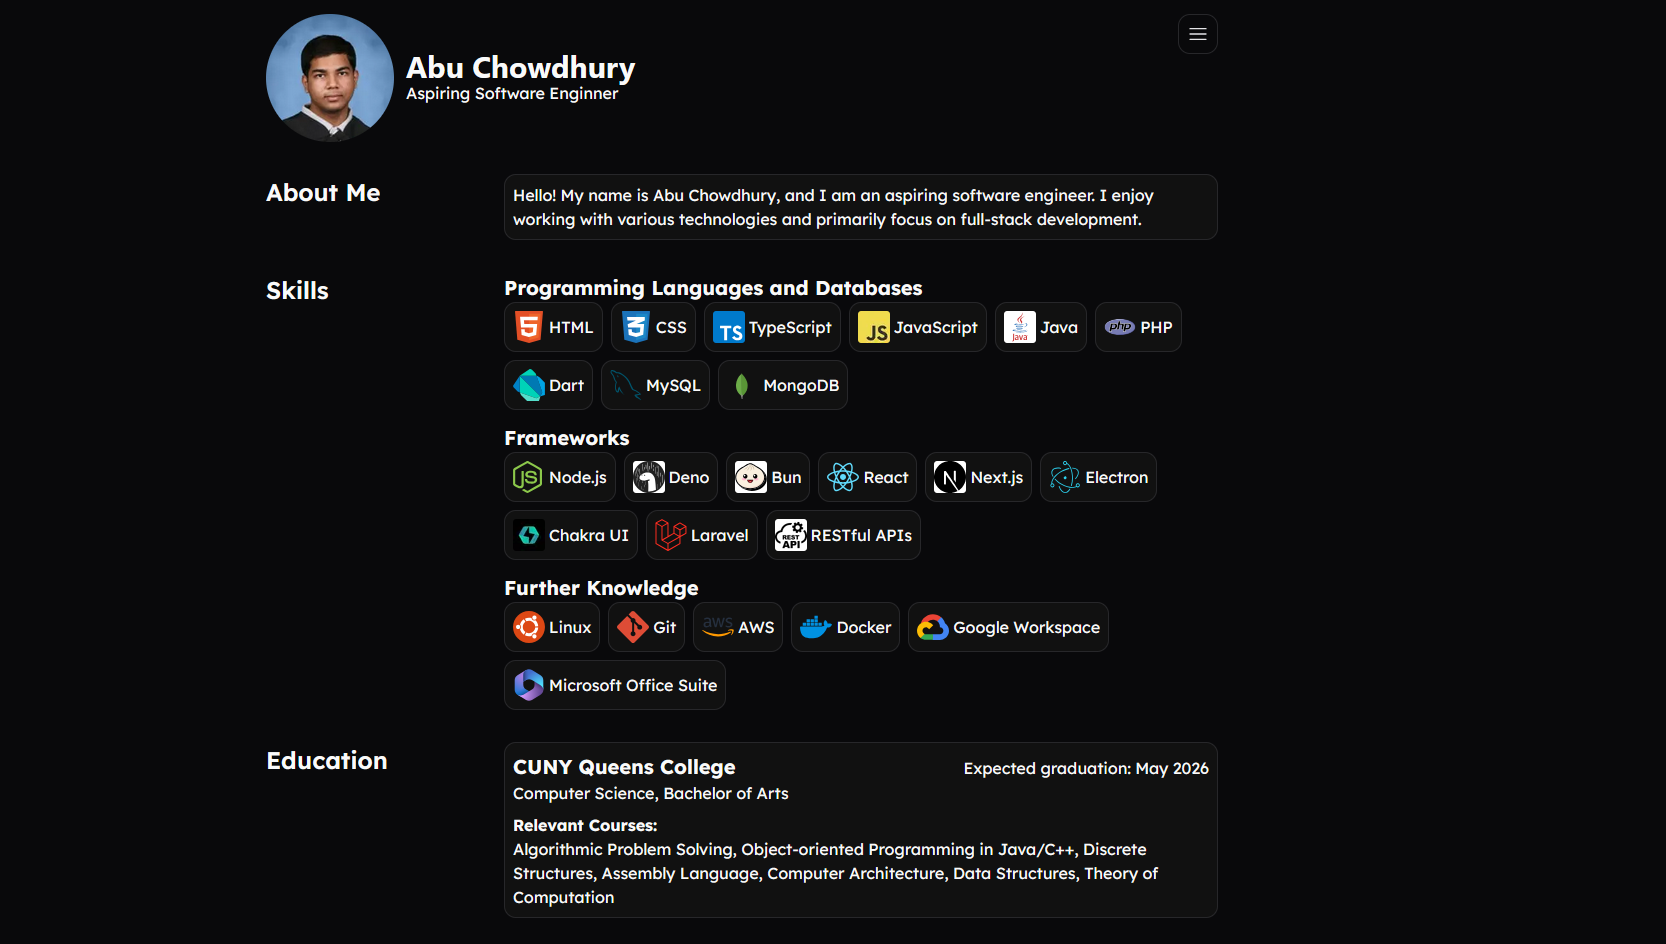 Abu Chowdhury
Aspiring Software Enginner
About Me
Hello! My name is Abu Chowdhury, and I am an aspiring software engineer. I enjoy
working with various technologies and primarily focus on full-stack development.
Skills
Programming Languages and Databases
HTML CSS TS TypeScript JS JavaScript Java Java php PHP
Dart MySQL MongoDB
Frameworks
JS Node.js Deno Bun React N Next.js Electron
Chakra UI Laravel REST API RESTful APIs
Further Knowledge
Linux Git aws AWS Docker Google Workspace
Microsoft Office Suite
Education
CUNY Queens College Expected graduation: May 2026
Computer Science, Bachelor of Arts
Relevant Courses:
Algorithmic Problem Solving, Object-oriented Programming in Java/C++, Discrete
Structures, Assembly Language, Computer Architecture, Data Structures, Theory of
Computation